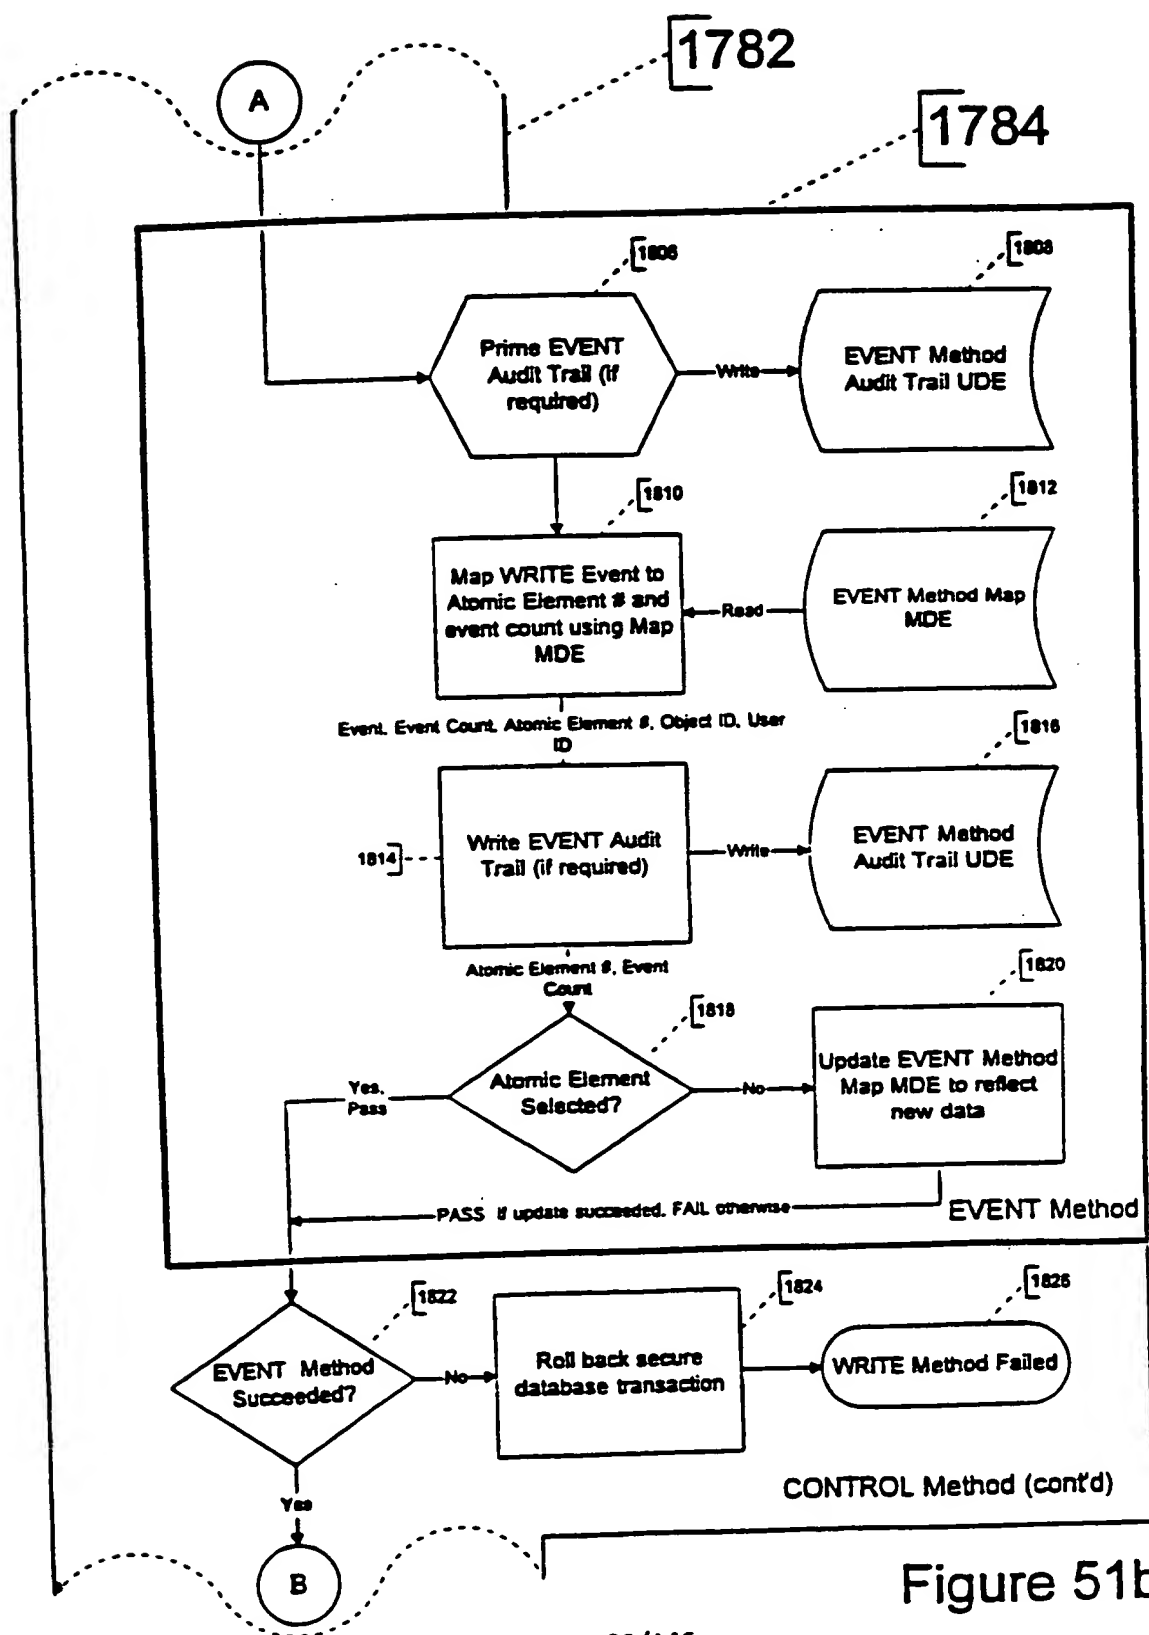 1782
A
1784
1806
1808
Prime EVENT
Audit Trail (if
required)
Write
EVENT Method
Audit Trail UDE
1810
1812
Map WRITE Event to
Atomic Element # and
event count using Map
MDE
Read
EVENT Method Map
MDE
Event, Event Count, Atomic Element #, Object ID, User
ID
1816
1814
Write EVENT Audit
Trail (if required)
Write
EVENT Method
Audit Trail UDE
Atomic Element #, Event
Count
1820
1818
Yes,
Pass
Atomic Element
Selected?
No
Update EVENT Method
Map MDE to reflect
new data
PASS if update succeeded, FAIL otherwise
EVENT Method
1822
1824
1826
EVENT Method
Succeeded?
No
Roll back secure
database transaction
WRITE Method Failed
Yes
CONTROL Method (cont'd)
B
Figure 51b